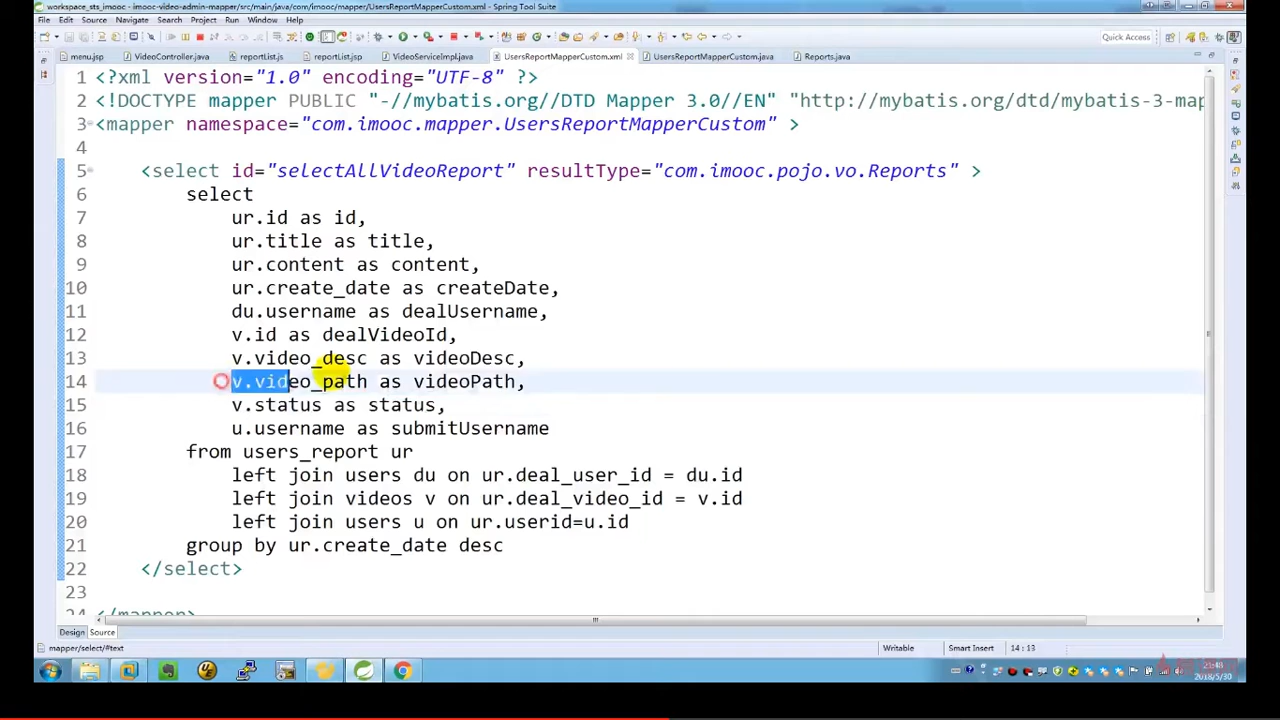 workspace_sts_imooc - imooc-video-admin-mapper/src/main/java/com/imooc/mapper/UsersReportMapperCustom.xml - Spring Tool Suite
File Edit Source Navigate Search Project Run Window Help
Quick Access
menu.jsp VideoController.java reportList.js reportList.jsp VideoServiceImpl.java UsersReportMapperCustom.xml UsersReportMapperCustom.java Reports.java
1 <?xml version="1.0" encoding="UTF-8" ?>
2 <!DOCTYPE mapper PUBLIC "-//mybatis.org//DTD Mapper 3.0//EN" "http://mybatis.org/dtd/mybatis-3-map
3 <mapper namespace="com.imooc.mapper.UsersReportMapperCustom" >
4
5 <select id="selectAllVideoReport" resultType="com.imooc.pojo.vo.Reports" >
6 select
7 ur.id as id,
8 ur.title as title,
9 ur.content as content,
10 ur.create_date as createDate,
11 du.username as dealUsername,
12 v.id as dealVideoId,
13 v.video_desc as videoDesc,
14 v.video_path as videoPath,
15 v.status as status,
16 u.username as submitUsername
17 from users_report ur
18 left join users du on ur.deal_user_id = du.id
19 left join videos v on ur.deal_video_id = v.id
20 left join users u on ur.userid=u.id
21 group by ur.create_date desc
22 </select>
23
24 </mapper>
Design Source
mapper/select/#text Writable Smart Insert 14 : 13
2018/5/30